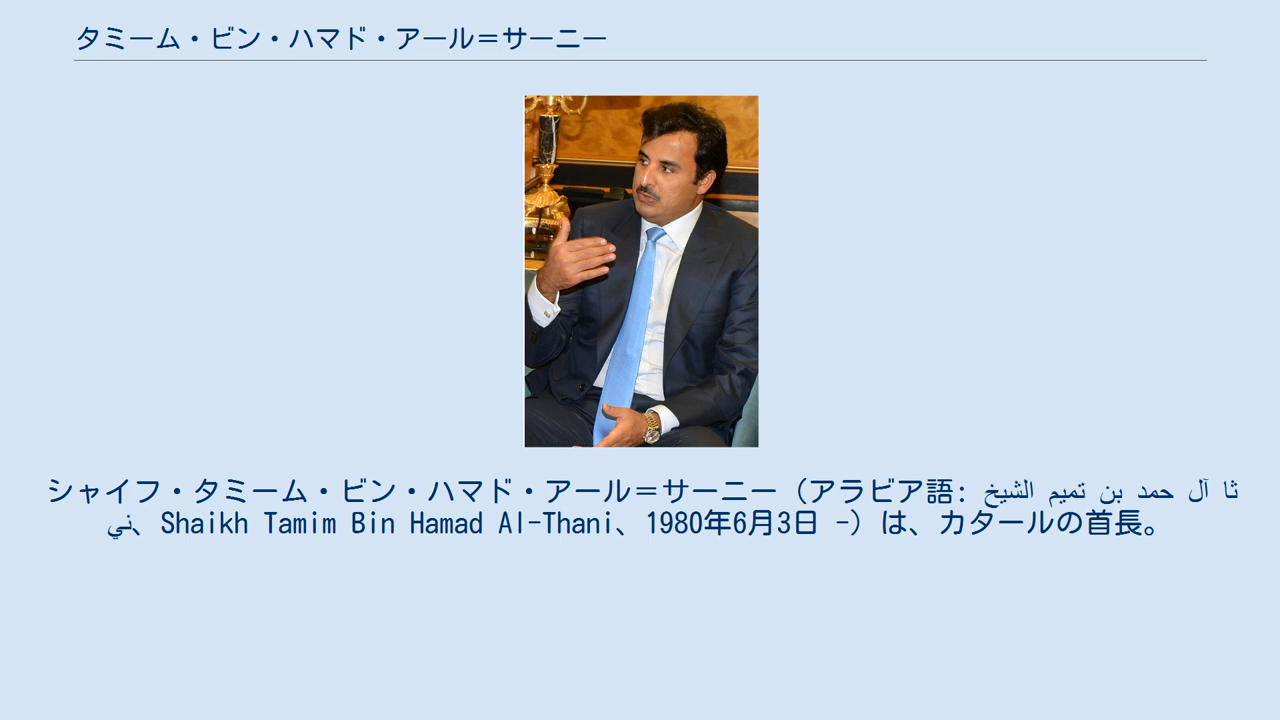 タミーム・ビン・ハマド・アール＝サーニー
シャイフ・タミーム・ビン・ハマド・アール＝サーニー（アラビア語: الشيخ تميم بن حمد آل ثا
ني、Shaikh Tamim Bin Hamad Al-Thani、1980年6月3日 -）は、カタールの首長。